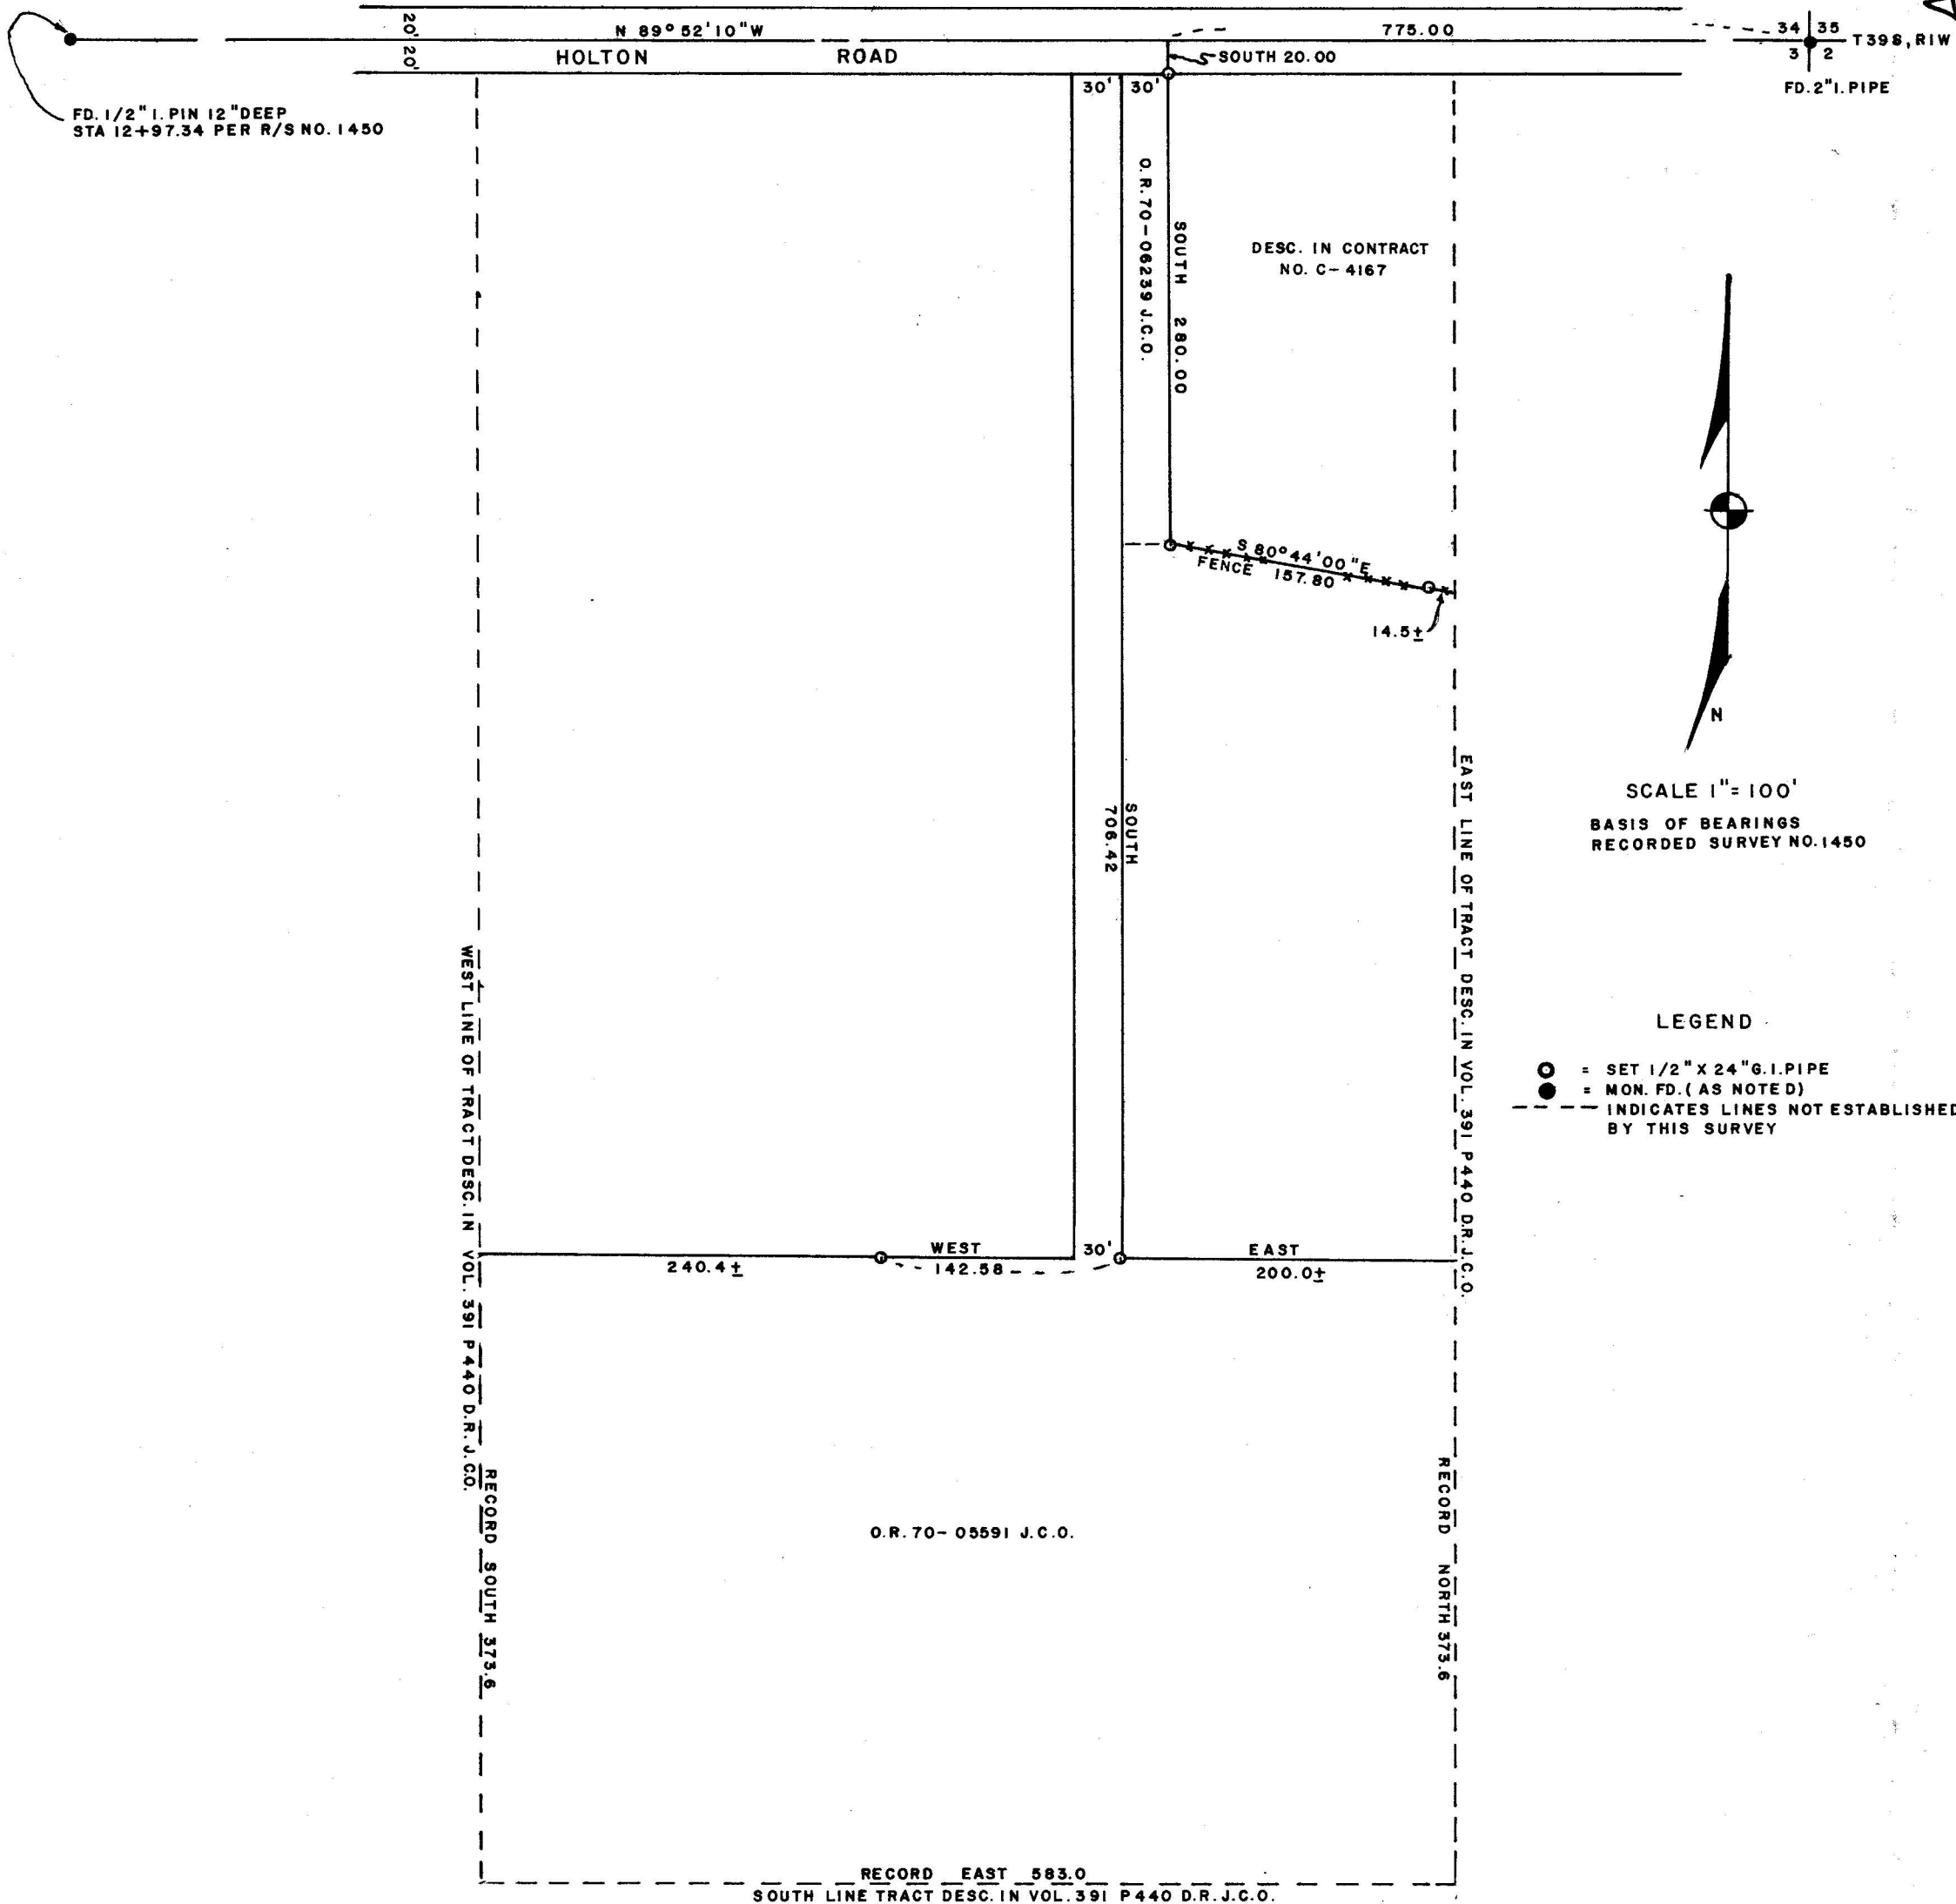 20'
20'
N 89° 52' 10" W
775.00
34 35
3 2
T39S, R1W
HOLTON ROAD
SOUTH 20.00
FD. 2" I. PIPE
30' 30'
FD. 1/2" I. PIN 12" DEEP
STA 12+97.34 PER R/S NO. 1450
O.R. 70-06239 J.C.O.
SOUTH 280.00
DESC. IN CONTRACT
NO. C-4167
S 80° 44' 00" E
FENCE 157.80
14.5±
N
SCALE 1" = 100'
BASIS OF BEARINGS
RECORDED SURVEY NO. 1450
SOUTH
706.42
EAST LINE OF TRACT DESC. IN VOL. 391 P 440 D.R.J.C.O.
WEST LINE OF TRACT DESC. IN VOL. 391 P 440 D.R.J.C.O.
LEGEND
= SET 1/2" X 24" G.I. PIPE
= MON. FD. (AS NOTED)
INDICATES LINES NOT ESTABLISHED
BY THIS SURVEY
WEST
30'
EAST
240.4±
142.58
200.0±
RECORD SOUTH 373.6
RECORD NORTH 373.6
O.R. 70-05591 J.C.O.
RECORD EAST 583.0
SOUTH LINE TRACT DESC. IN VOL. 391 P 440 D.R.J.C.O.